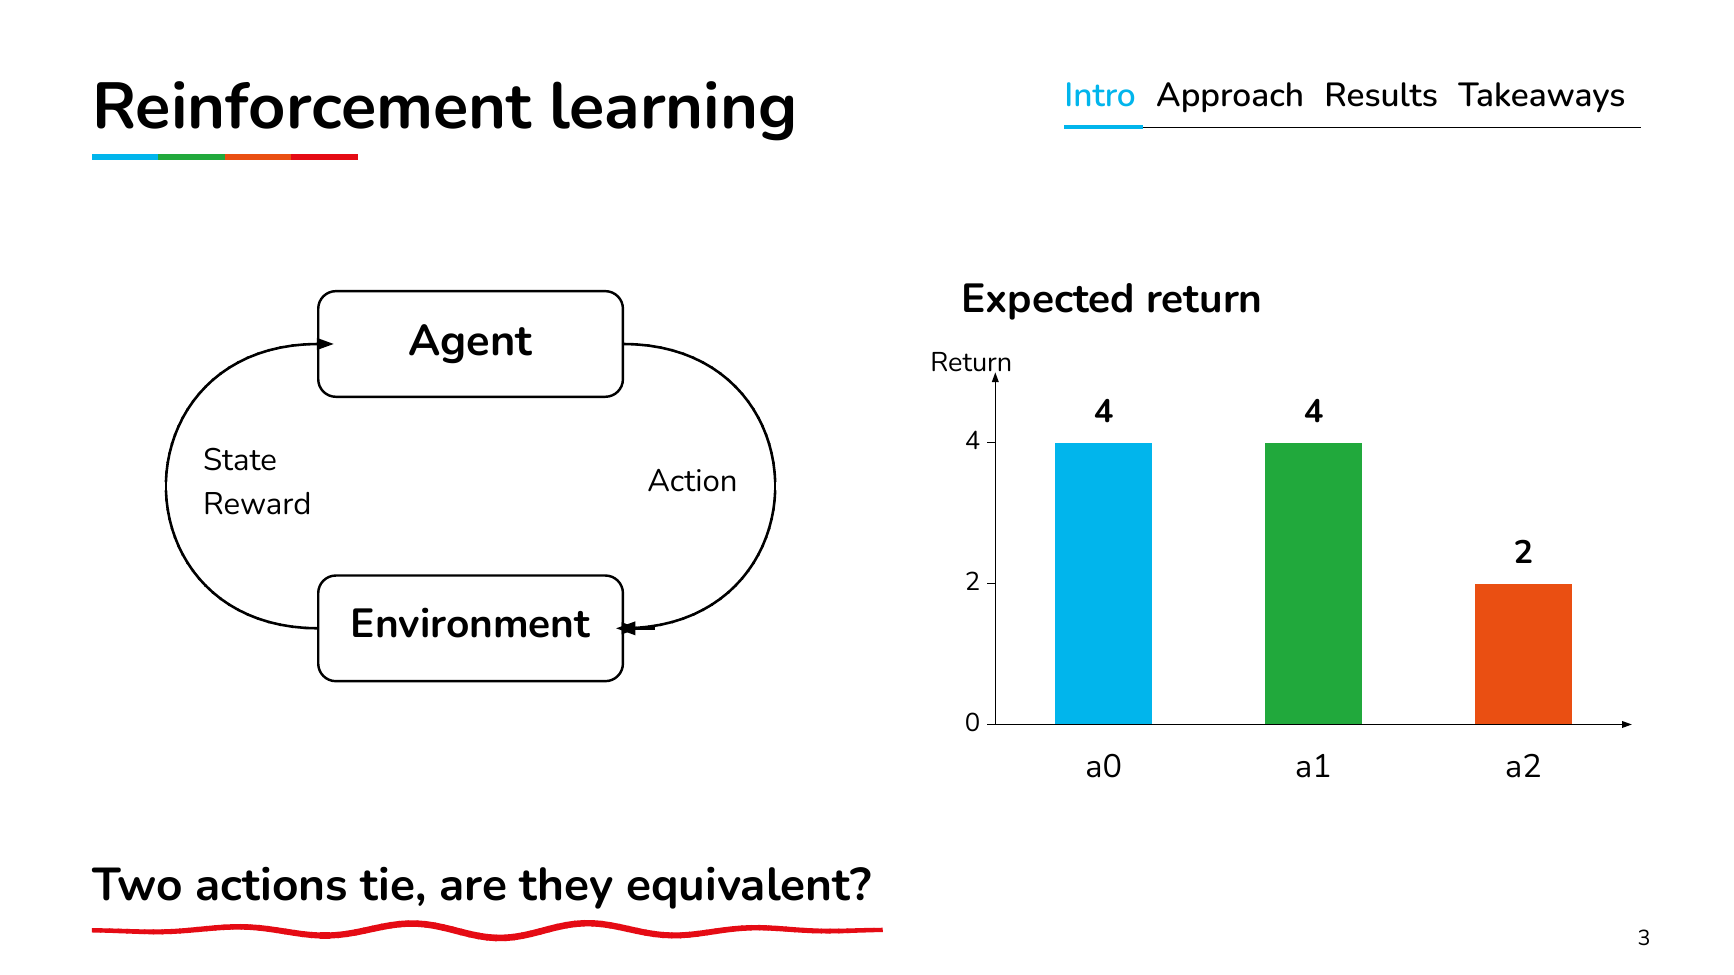 Reinforcement learning
Intro Approach Results Takeaways
Agent
State
Reward
Action
Environment
Expected return
Return
4 4
4
2
2
0
a0 a1 a2
Two actions tie, are they equivalent?
3